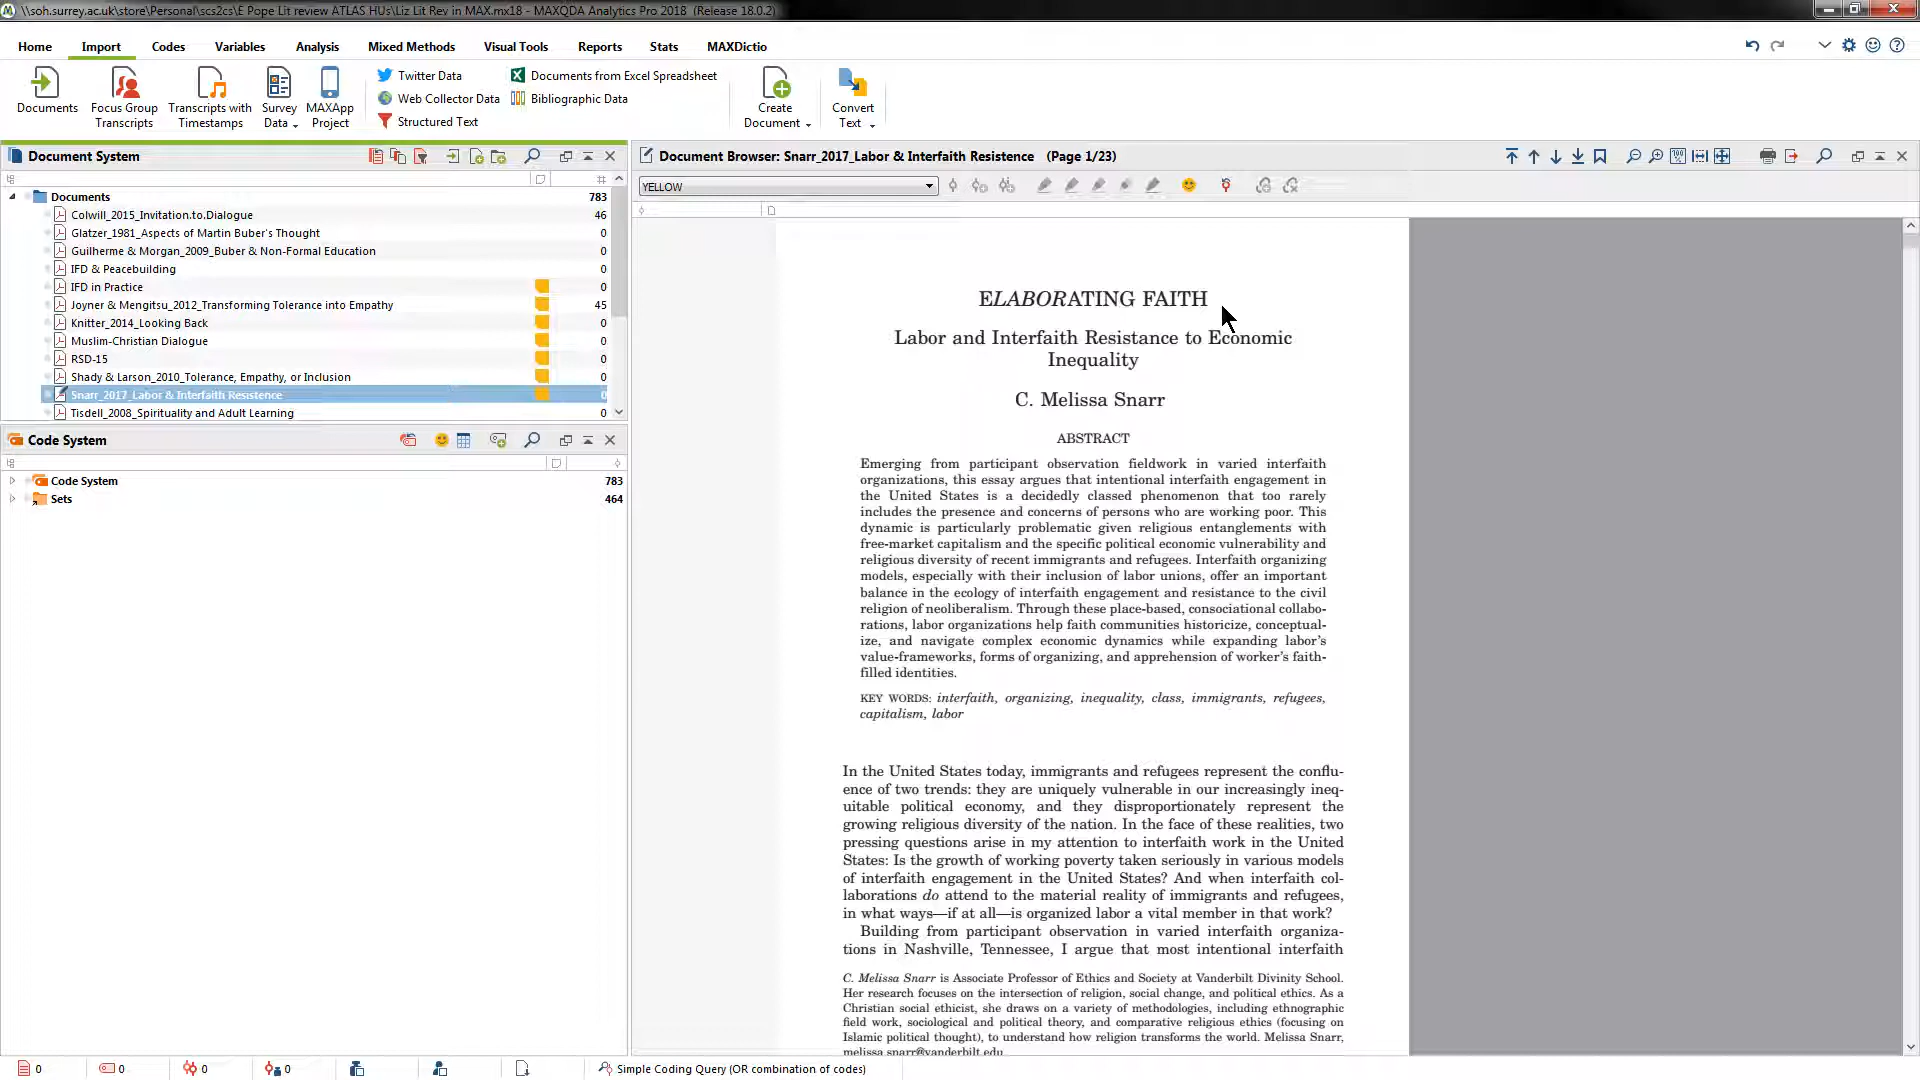 \\soh.surrey.ac.uk\store\Personal\scs2cs\E Pope Lit review ATLAS HUs\Liz Lit Rev in MAX.mx18 - MAXQDA Analytics Pro 2018 (Release 18.0.2)
Home Import Codes Variables Analysis Mixed Methods Visual Tools Reports Stats MAXDictio
Documents
Focus Group
Transcripts
Transcripts with
Timestamps
Survey
Data
MAXApp
Project
Twitter Data
Web Collector Data
Structured Text
Documents from Excel Spreadsheet
Bibliographic Data
Create
Document
Convert
Text
Document System
Documents 783
Colwill_2015_Invitation.to.Dialogue 46
Glatzer_1981_Aspects of Martin Buber's Thought 0
Guilherme & Morgan_2009_Buber & Non-Formal Education 0
IFD & Peacebuilding 0
IFD in Practice 0
Joyner & Mengitsu_2012_Transforming Tolerance into Empathy 45
Knitter_2014_Looking Back 0
Muslim-Christian Dialogue 0
RSD-15 0
Shady & Larson_2010_Tolerance, Empathy, or Inclusion 0
Snarr_2017_Labor & Interfaith Resistence 0
Tisdell_2008_Spirituality and Adult Learning 0
Code System
Code System 783
Sets 464
Document Browser: Snarr_2017_Labor & Interfaith Resistence (Page 1/23)
YELLOW
ELABORATING FAITH
Labor and Interfaith Resistance to Economic
Inequality
C. Melissa Snarr
ABSTRACT
Emerging from participant observation fieldwork in varied interfaith
organizations, this essay argues that intentional interfaith engagement in
the United States is a decidedly classed phenomenon that too rarely
includes the presence and concerns of persons who are working poor. This
dynamic is particularly problematic given religious entanglements with
free-market capitalism and the specific political economic vulnerability and
religious diversity of recent immigrants and refugees. Interfaith organizing
models, especially with their inclusion of labor unions, offer an important
balance in the ecology of interfaith engagement and resistance to the civil
religion of neoliberalism. Through these place-based, consociational collabo-
rations, labor organizations help faith communities historicize, conceptual-
ize, and navigate complex economic dynamics while expanding labor's
value-frameworks, forms of organizing, and apprehension of worker's faith-
filled identities.
KEY WORDS: interfaith, organizing, inequality, class, immigrants, refugees,
capitalism, labor
In the United States today, immigrants and refugees represent the conflu-
ence of two trends: they are uniquely vulnerable in our increasingly ineq-
uitable political economy, and they disproportionately represent the
growing religious diversity of the nation. In the face of these realities, two
pressing questions arise in my attention to interfaith work in the United
States: Is the growth of working poverty taken seriously in various models
of interfaith engagement in the United States? And when interfaith col-
laborations do attend to the material reality of immigrants and refugees,
in what ways—if at all—is organized labor a vital member in that work?
Building from participant observation in varied interfaith organiza-
tions in Nashville, Tennessee, I argue that most intentional interfaith
C. Melissa Snarr is Associate Professor of Ethics and Society at Vanderbilt Divinity School.
Her research focuses on the intersection of religion, social change, and political ethics. As a
Christian social ethicist, she draws on a variety of methodologies, including ethnographic
field work, sociological and political theory, and comparative religious ethics (focusing on
Islamic political thought), to understand how religion transforms the world. Melissa Snarr,
melissa.snarr@vanderbilt.edu
0 0 0 0 Simple Coding Query (OR combination of codes)